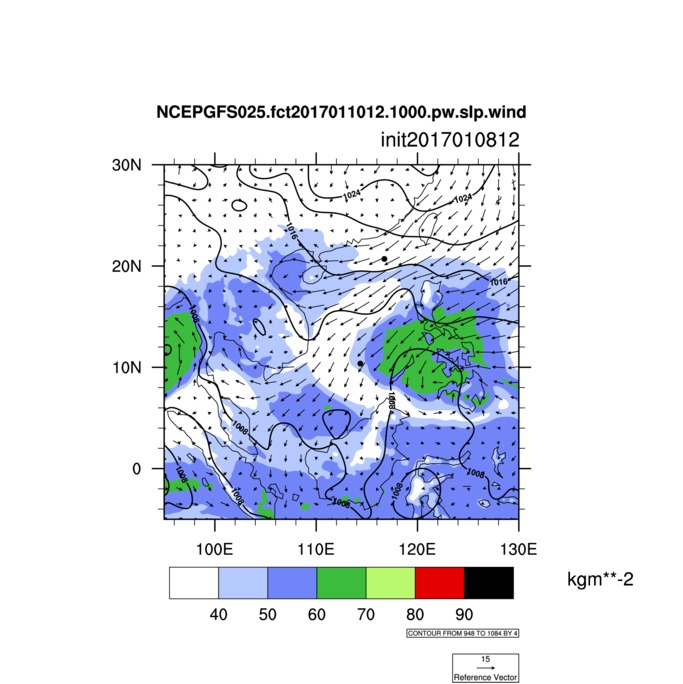 NCEPGFS025.fct2017011012.1000.pw.slp.wind
init2017010812
30N
1024
1024
1016
20N
1016
1008
10N
1008
1008
0
1008
1008
1008
1008
1008
100E
110E
120E
130E
kgm**-2
40
50
60
70
80
90
CONTOUR FROM 948 TO 1084 BY 4
15
Reference Vector